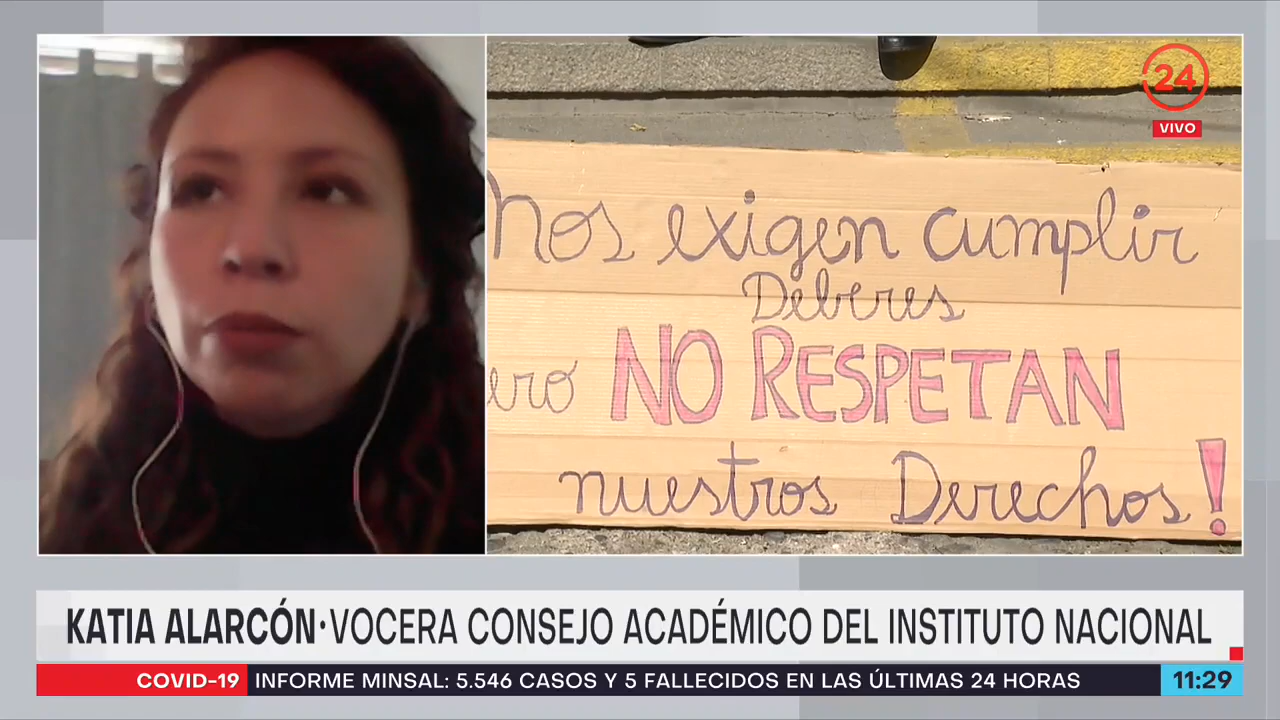 24
VIVO
Nos exigen cumplir
Deberes
ero NO RESPETAN
nuestros Derechos!
KATIA ALARCÓN·VOCERA CONSEJO ACADÉMICO DEL INSTITUTO NACIONAL
COVID-19 INFORME MINSAL: 5.546 CASOS Y 5 FALLECIDOS EN LAS ÚLTIMAS 24 HORAS 11:29